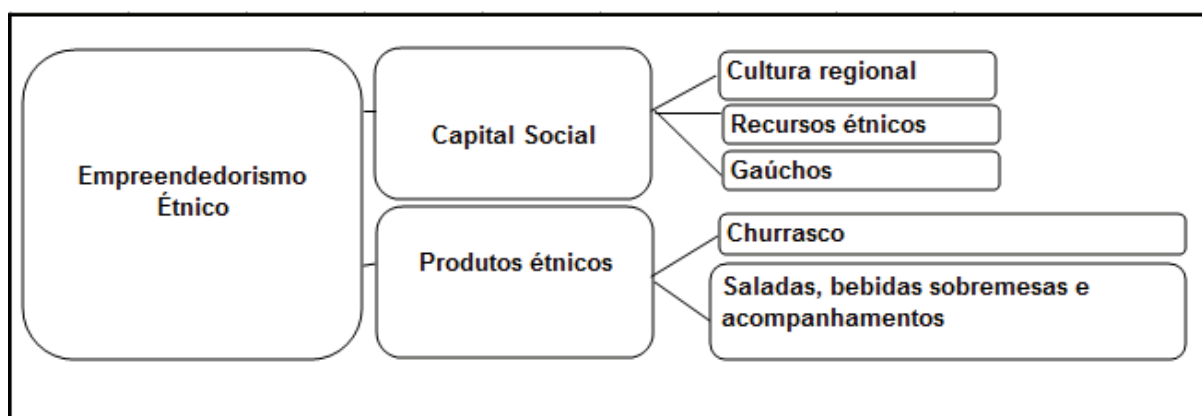 Empreendedorismo
Étnico
Capital Social
Cultura regional
Recursos étnicos
Gaúchos
Produtos étnicos
Churrasco
Saladas, bebidas sobremesas e
acompanhamentos